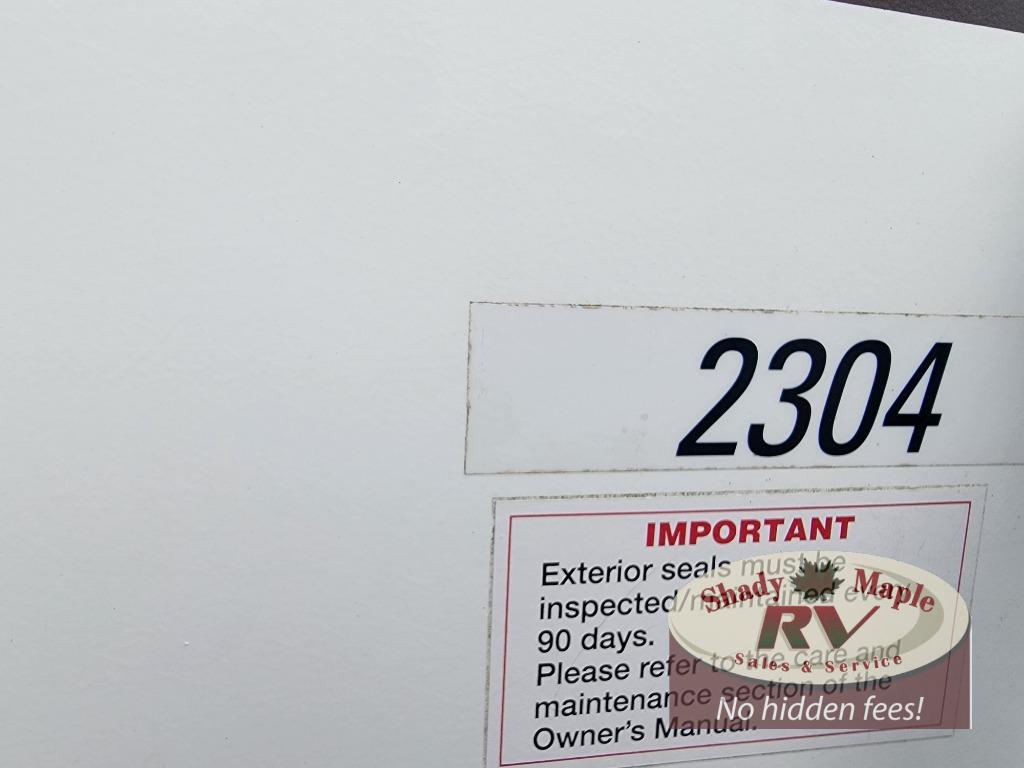 2304
IMPORTANT
Exterior seals must be
inspected/maintained every
90 days.
Please refer to the care and
maintenance section of the
Owner's Manual.
Shady Maple
RV
Sales & Service
No hidden fees!